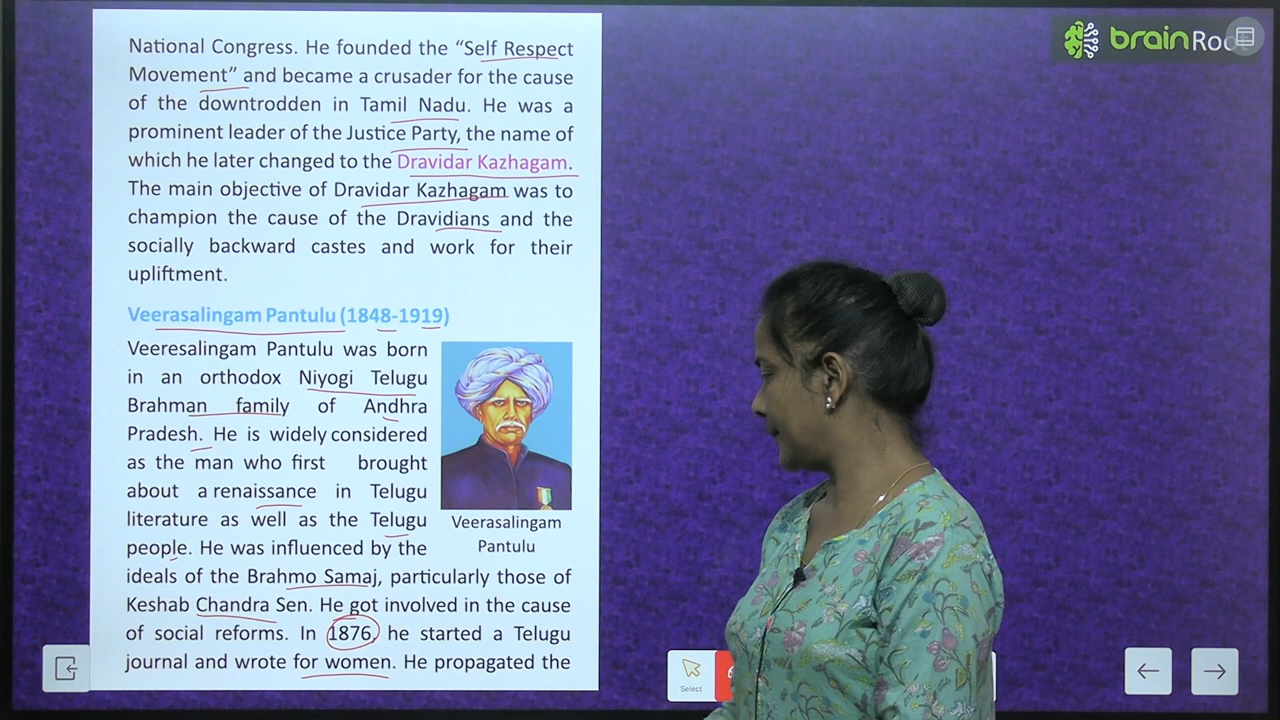 National Congress. He founded the “Self Respect
Movement” and became a crusader for the cause
of the downtrodden in Tamil Nadu. He was a
prominent leader of the Justice Party, the name of
which he later changed to the Dravidar Kazhagam.
The main objective of Dravidar Kazhagam was to
champion the cause of the Dravidians and the
socially backward castes and work for their
upliftment.
Veerasalingam Pantulu (1848-1919)
Veeresalingam Pantulu was born
in an orthodox Niyogi Telugu
Brahman family of Andhra
Pradesh. He is widely considered
as the man who first brought
about a renaissance in Telugu
literature as well as the Telugu
people. He was influenced by the
ideals of the Brahmo Samaj, particularly those of
Keshab Chandra Sen. He got involved in the cause
of social reforms. In 1876, he started a Telugu
journal and wrote for women. He propagated the
Veerasalingam
Pantulu
brain Root
Select